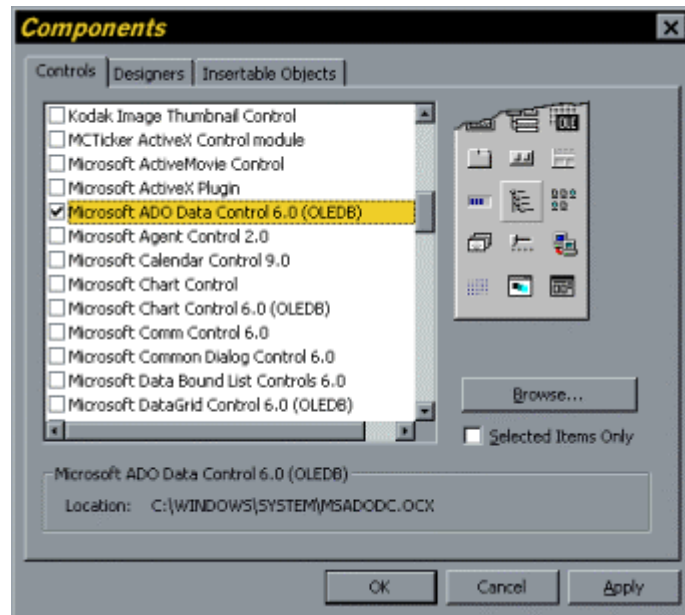 Components
Controls Designers Insertable Objects
Kodak Image Thumbnail Control
MCTicker ActiveX Control module
Microsoft ActiveMovie Control
Microsoft ActiveX Plugin
Microsoft ADO Data Control 6.0 (OLEDB)
Microsoft Agent Control 2.0
Microsoft Calendar Control 9.0
Microsoft Chart Control
Microsoft Chart Control 6.0 (OLEDB)
Microsoft Comm Control 6.0
Microsoft Common Dialog Control 6.0
Microsoft Data Bound List Controls 6.0
Microsoft DataGrid Control 6.0 (OLEDB)
OLE
Browse...
Selected Items Only
Microsoft ADO Data Control 6.0 (OLEDB)
Location: C:\WINDOWS\SYSTEM\MSADODC.OCX
OK Cancel Apply